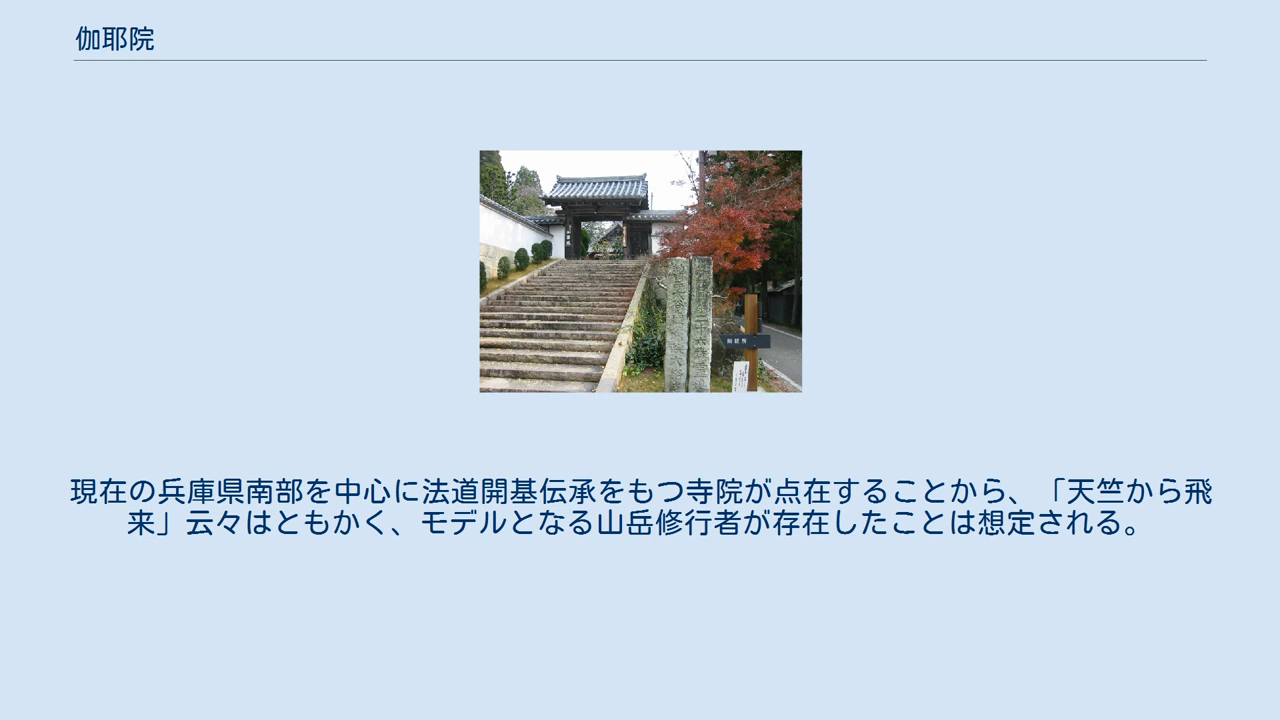 伽耶院
現在の兵庫県南部を中心に法道開基伝承をもつ寺院が点在することから、「天竺から飛
来」云々はともかく、モデルとなる山岳修行者が存在したことは想定される。